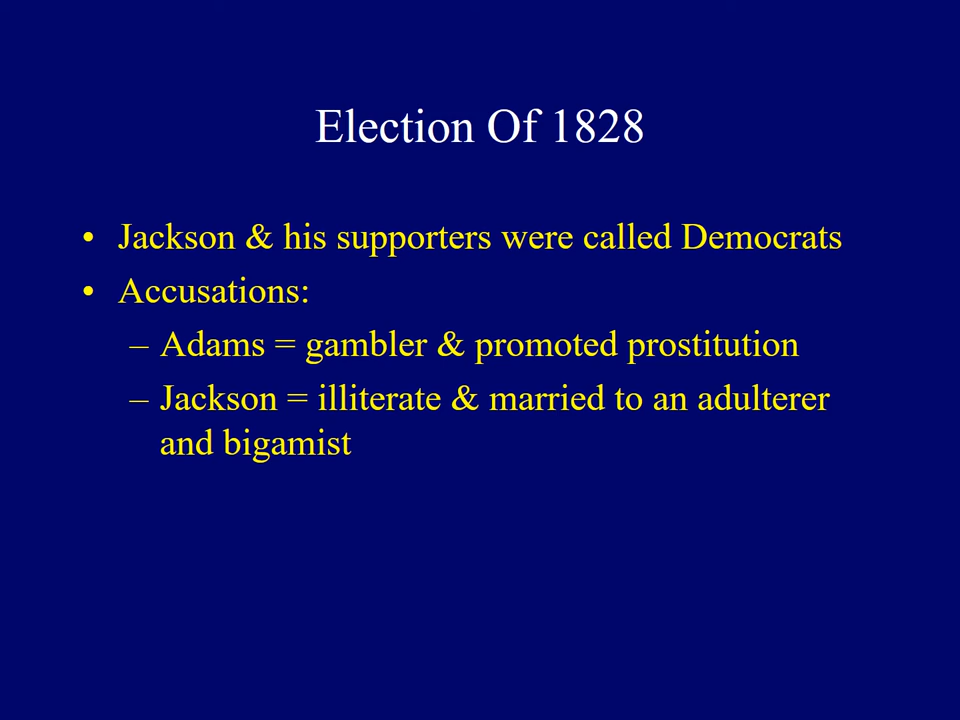 Election Of 1828
• Jackson & his supporters were called Democrats
• Accusations:
– Adams = gambler & promoted prostitution
– Jackson = illiterate & married to an adulterer
and bigamist